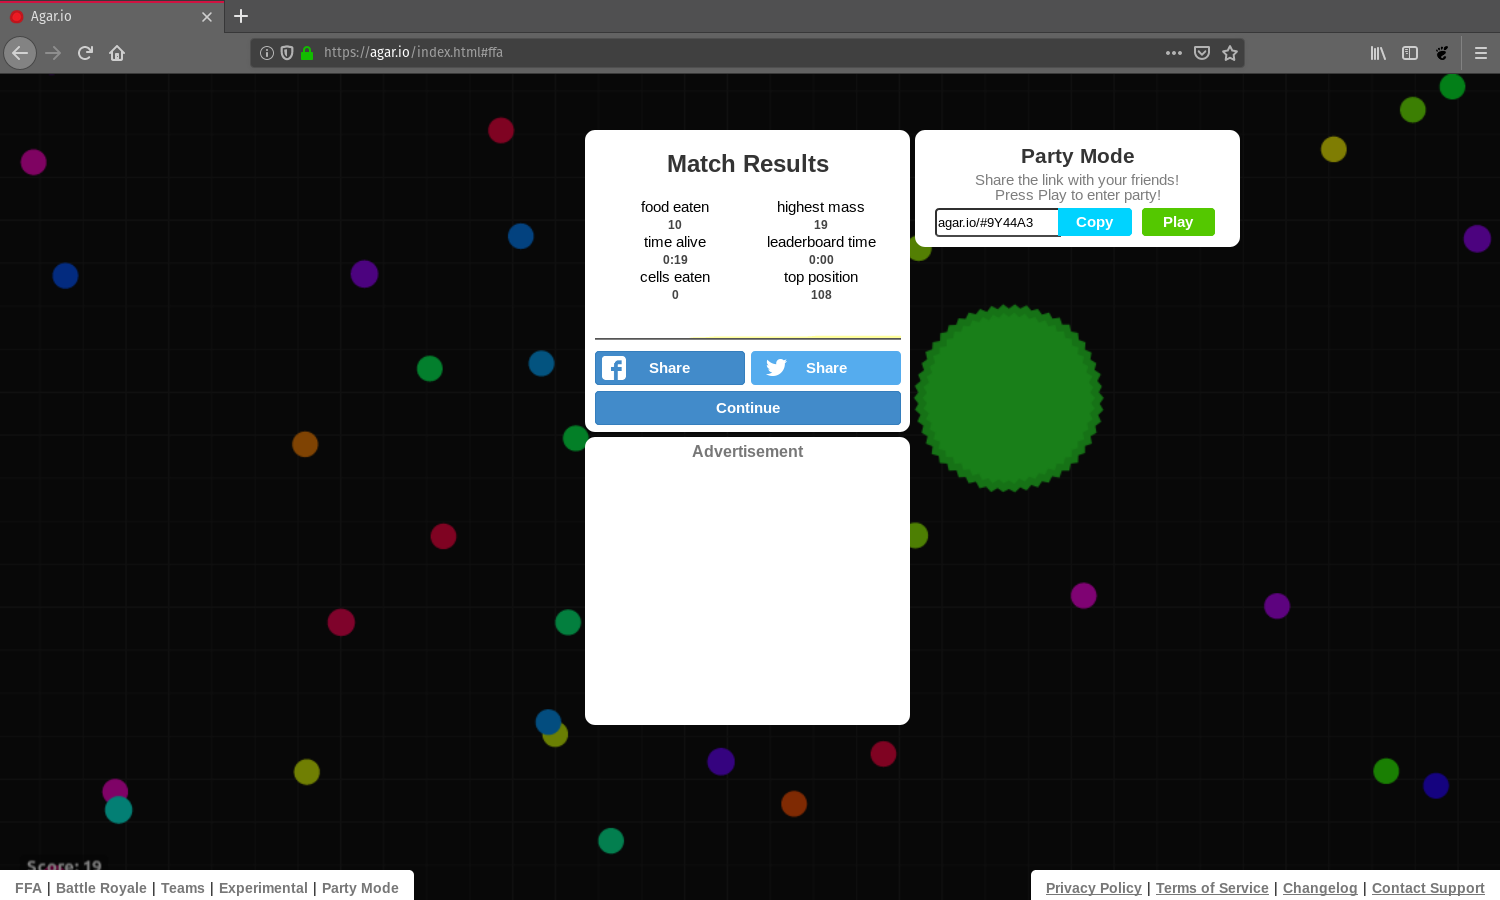 Agar.io
https://agar.io/index.html#ffa
Match Results
food eaten
10
highest mass
19
time alive
0:19
leaderboard time
0:00
cells eaten
0
top position
108
Share
Share
Continue
Advertisement
Party Mode
Share the link with your friends!
Press Play to enter party!
agar.io/#9Y44A3
Copy
Play
Score: 19
FFA | Battle Royale | Teams | Experimental | Party Mode
Privacy Policy | Terms of Service | Changelog | Contact Support